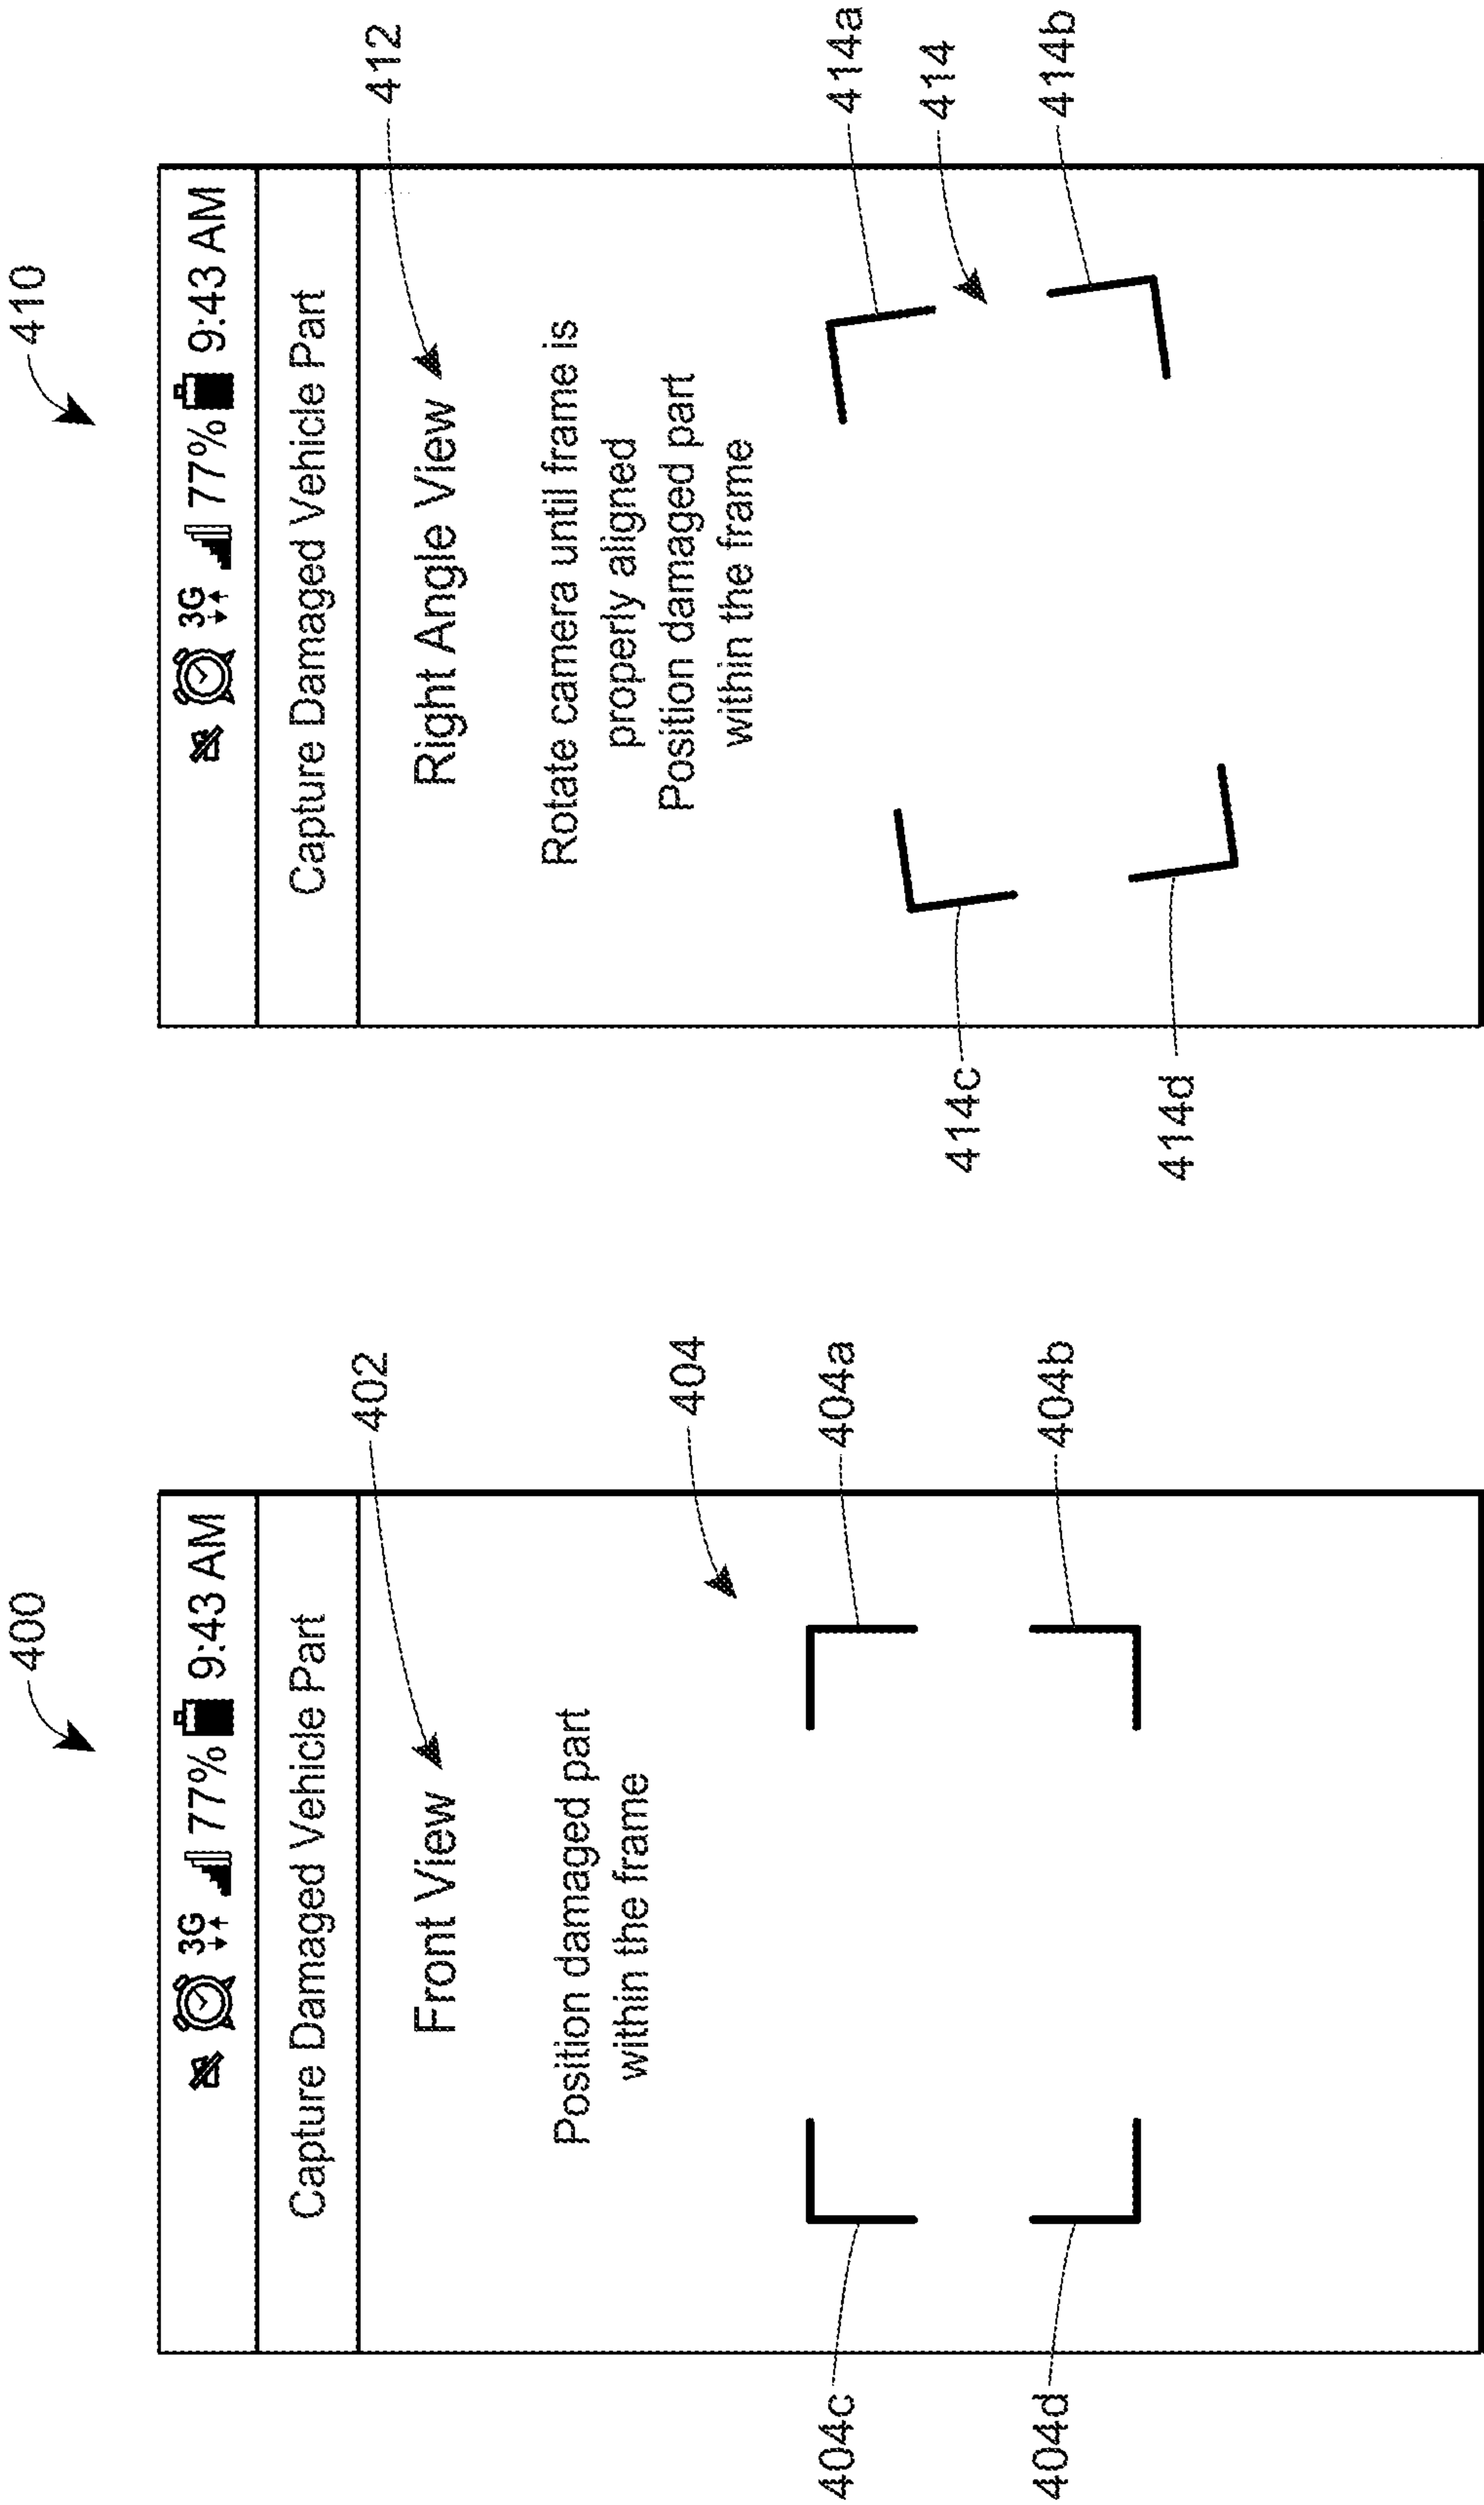 400
3G 77% 9:43 AM
Capture Damaged Vehicle Part
Front View
402
Position damaged part
within the frame
404
404c
404a
404d
404b
410
3G 77% 9:43 AM
Capture Damaged Vehicle Part
Right Angle View
412
Rotate camera until frame is
properly aligned
Position damaged part
within the frame
414a
414
414c
414b
414d